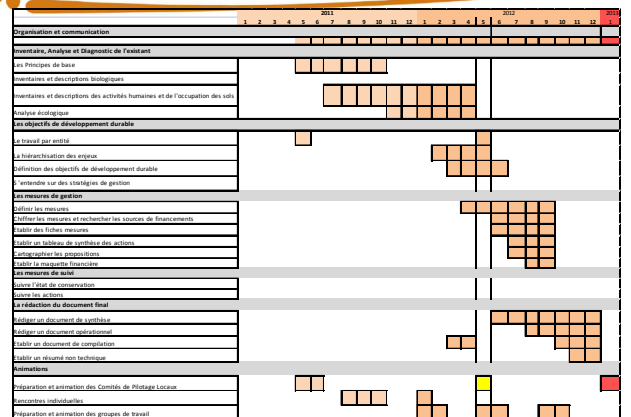 2011 2012 2013
1 2 3 4 5 6 7 8 9 10 11 12 1 2 3 4 5 6 7 8 9 10 11 12 1
Organisation et communication
Inventaire, Analyse et Diagnostic de l'existant
Les Principes de base
Inventaires et descriptions biologiques
Inventaires et descriptions des activités humaines et de l'occupation des sols
Analyse écologique
Les objectifs de développement durable
Le travail par entité
La hiérarchisation des enjeux
Définition des objectifs de développement durable
S 'entendre sur des stratégies de gestion
Les mesures de gestion
Définir les mesures
Chiffrer les mesures et rechercher les sources de financements
Etablir des fiches mesures
Etablir un tableau de synthèse des actions
Cartographier les propositions
Etablir la maquette financière
Les mesures de suivi
Suivre l'état de conservation
Suivre les actions
La rédaction du document final
Rédiger un document de synthèse
Rédiger un document opérationnel
Etablir un document de compilation
Etablir un résumé non technique
Animations
Préparation et animation des Comités de Pilotage Locaux
Rencontres individuelles
Préparation et animation des groupes de travail